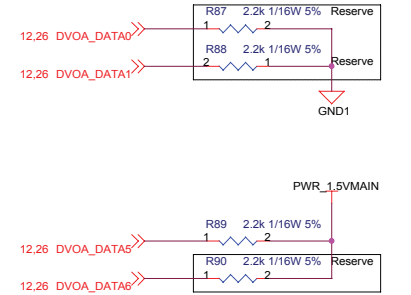 R87 2.2k 1/16W 5% Reserve
12,26 DVOA_DATA0 1 2
R88 2.2k 1/16W 5% Reserve
12,26 DVOA_DATA1 2 1
GND1
PWR_1.5VMAIN
R89 2.2k 1/16W 5%
12,26 DVOA_DATA5 1 2
R90 2.2k 1/16W 5% Reserve
12,26 DVOA_DATA6 1 2